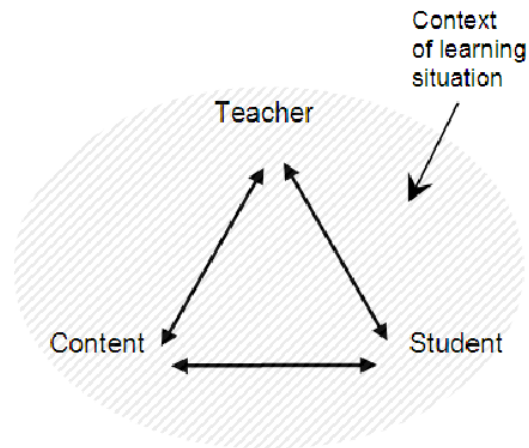 Context
of learning
situation
Teacher
Content
Student